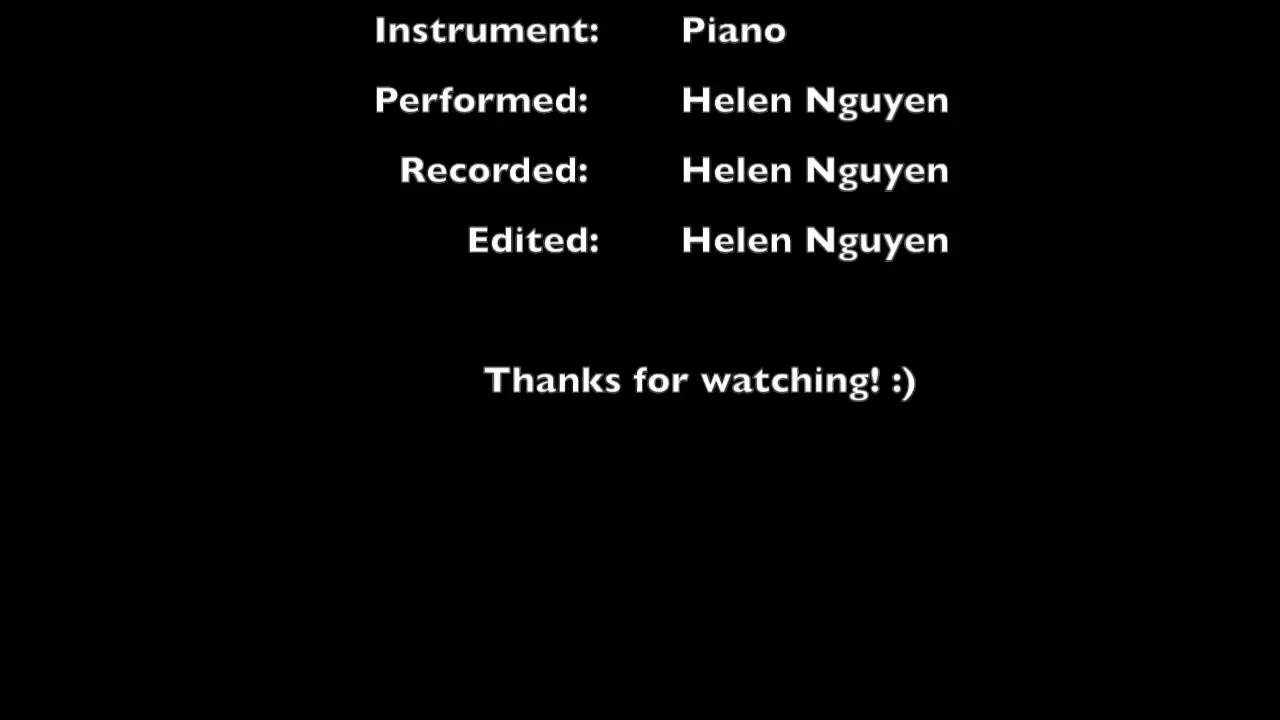 Instrument: Piano
Performed: Helen Nguyen
Recorded: Helen Nguyen
Edited: Helen Nguyen
Thanks for watching! :)